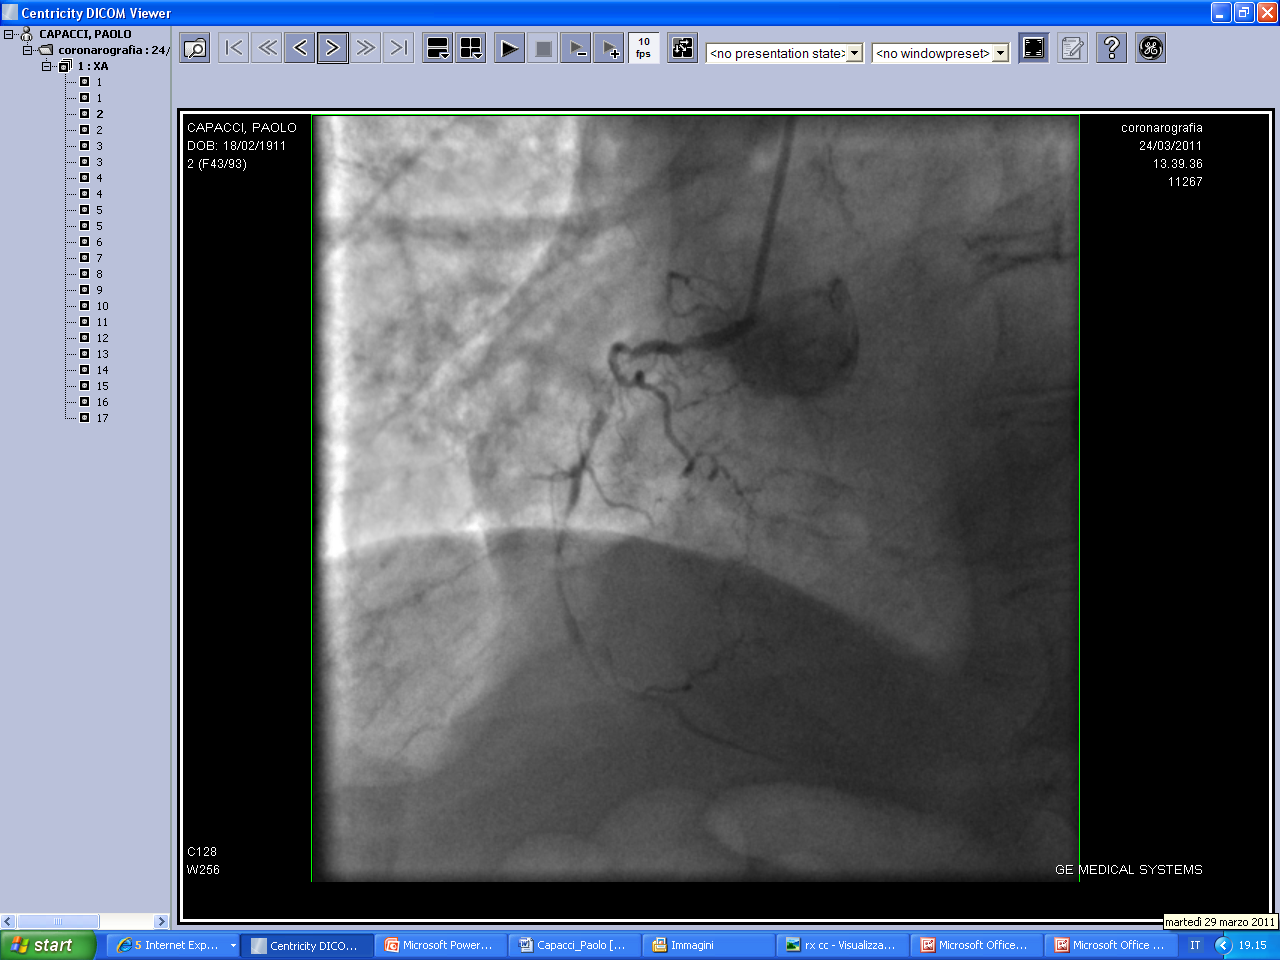 Centricity DICOM Viewer
CAPACCI, PAOLO
coronarografia : 24/
1 : XA
1
1
2
2
3
3
4
4
5
5
6
7
8
9
10
11
12
13
14
15
16
17
10
fps
<no presentation state>
<no windowpreset>
CAPACCI, PAOLO
DOB: 18/02/1911
2 (F43/93)
coronarografia
24/03/2011
13.39.36
11267
C128
W256
GE MEDICAL SYSTEMS
martedì 29 marzo 2011
start
5 Internet Exp...
Centricity DICO...
Microsoft Power...
Capacci_Paolo [...
Immagini
rx cc - Visualizza...
Microsoft Office...
Microsoft Office ...
IT
19.15